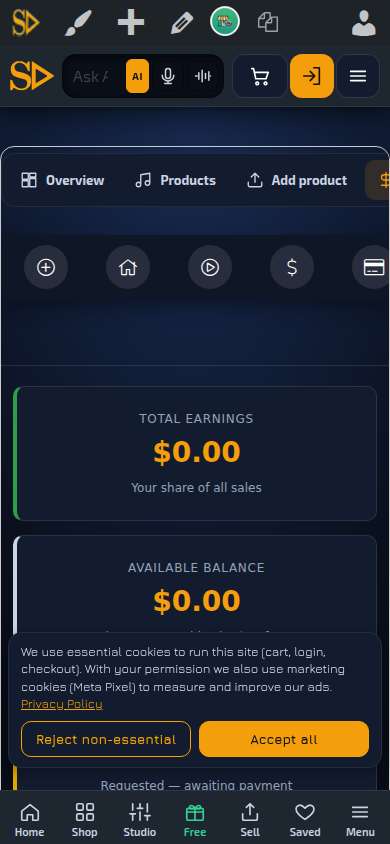 Ask A
AI
Overview
Products
Add product
TOTAL EARNINGS
$0.00
Your share of all sales
AVAILABLE BALANCE
$0.00
We use essential cookies to run this site (cart, login,
checkout). With your permission we also use marketing
cookies (Meta Pixel) to measure and improve our ads.
Privacy Policy
Reject non-essential
Accept all
Requested — awaiting payment
Home
Shop
Studio
Free
Sell
Saved
Menu